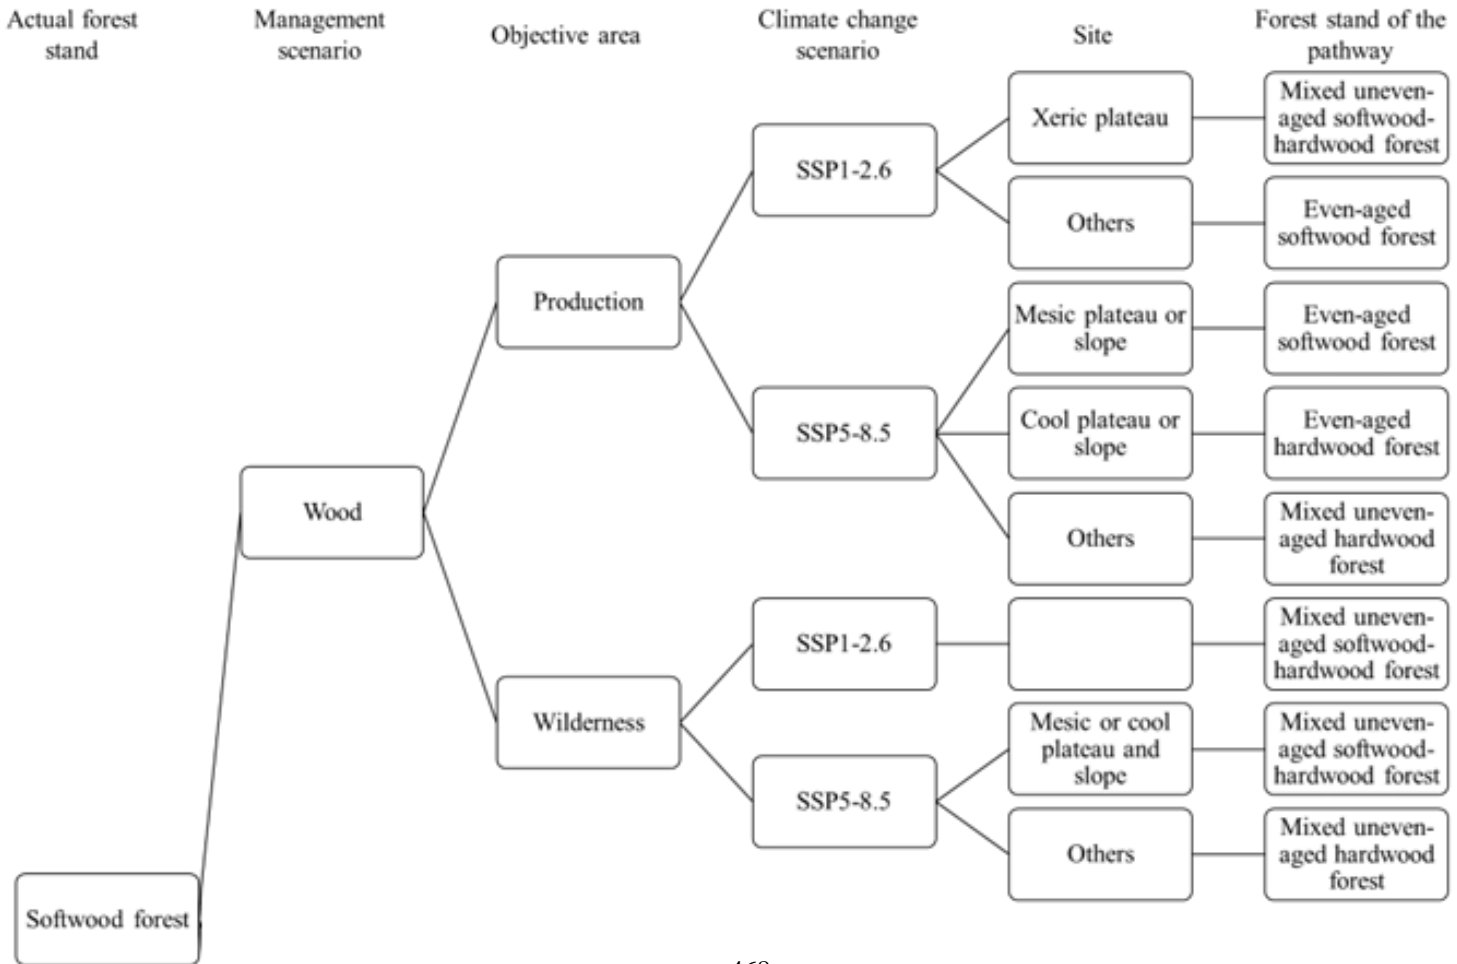 Actual forest
stand
Management
scenario
Objective area
Climate change
scenario
Site
Forest stand of the
pathway
Xeric plateau
Mixed uneven-
aged softwood-
hardwood forest
SSP1-2.6
Others
Even-aged
softwood forest
Production
Mesic plateau or
slope
Even-aged
softwood forest
SSP5-8.5
Cool plateau or
slope
Even-aged
hardwood forest
Wood
Others
Mixed uneven-
aged hardwood
forest
SSP1-2.6
Mixed uneven-
aged softwood-
hardwood forest
Wilderness
Mesic or cool
plateau and
slope
Mixed uneven-
aged softwood-
hardwood forest
SSP5-8.5
Others
Mixed uneven-
aged hardwood
forest
Softwood forest